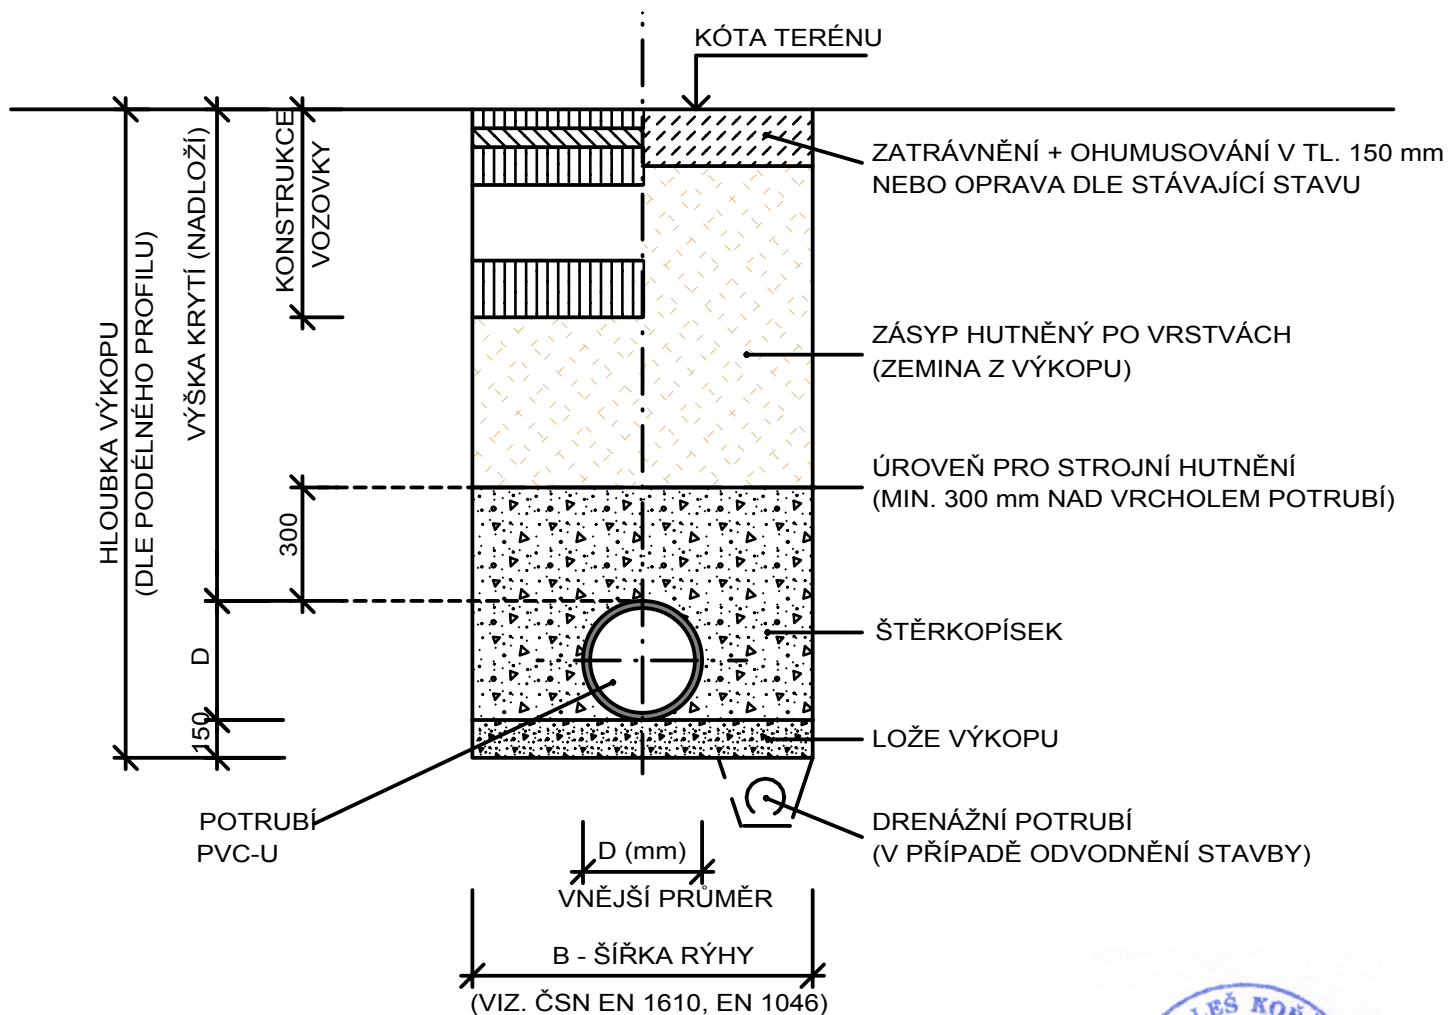 KÓTA TERÉNU
ZATRÁVNĚNÍ + OHUMUSOVÁNÍ V TL. 150 mm
NEBO OPRAVA DLE STÁVAJÍCÍ STAVU
KONSTRUKCE
VOZOVKY
VÝŠKA KRYTÍ (NADLOŽÍ)
HLOUBKA VÝKOPU
(DLE PODÉLNÉHO PROFILU)
ZÁSYP HUTNĚNÝ PO VRSTVÁCH
(ZEMINA Z VÝKOPU)
ÚROVEŇ PRO STROJNÍ HUTNĚNÍ
(MIN. 300 mm NAD VRCHOLEM POTRUBÍ)
300
ŠTĚRKOPÍSEK
D
150
LOŽE VÝKOPU
POTRUBÍ
PVC-U
DRENÁŽNÍ POTRUBÍ
(V PŘÍPADĚ ODVODNĚNÍ STAVBY)
D (mm)
VNĚJŠÍ PRŮMĚR
B - ŠÍŘKA RÝHY
(VIZ. ČSN EN 1610, EN 1046)